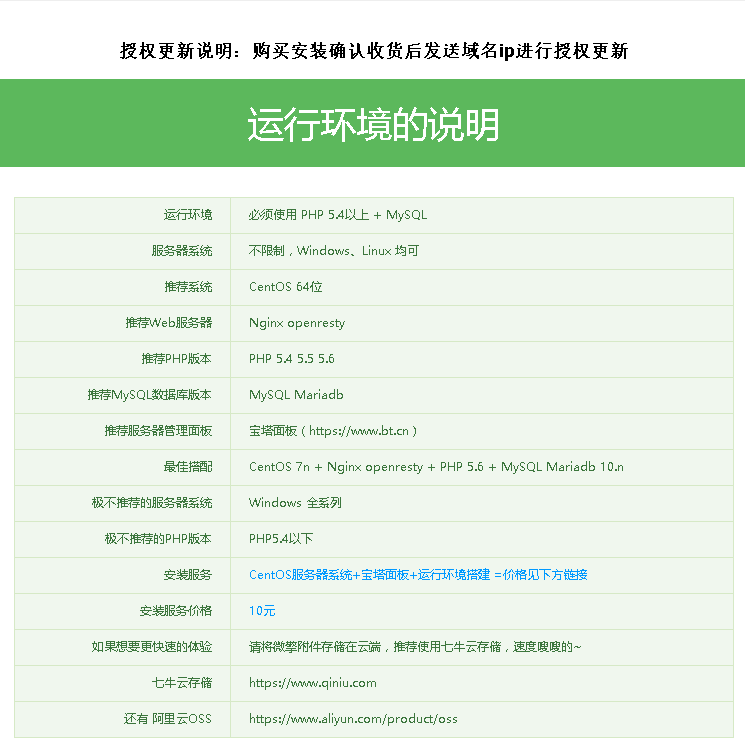 授权更新说明：购买安装确认收货后发送域名ip进行授权更新
运行环境的说明
运行环境 必须使用 PHP 5.4以上 + MySQL
服务器系统 不限制，Windows、Linux 均可
推荐系统 CentOS 64位
推荐Web服务器 Nginx openresty
推荐PHP版本 PHP 5.4 5.5 5.6
推荐MySQL数据库版本 MySQL Mariadb
推荐服务器管理面板 宝塔面板（https://www.bt.cn）
最佳搭配 CentOS 7n + Nginx openresty + PHP 5.6 + MySQL Mariadb 10.n
极不推荐的服务器系统 Windows 全系列
极不推荐的PHP版本 PHP5.4以下
安装服务 CentOS服务器系统+宝塔面板+运行环境搭建 =价格见下方链接
安装服务价格 10元
如果想要更快速的体验 请将微擎附件存储在云端，推荐使用七牛云存储，速度嗖嗖的~
七牛云存储 https://www.qiniu.com
还有 阿里云OSS https://www.aliyun.com/product/oss